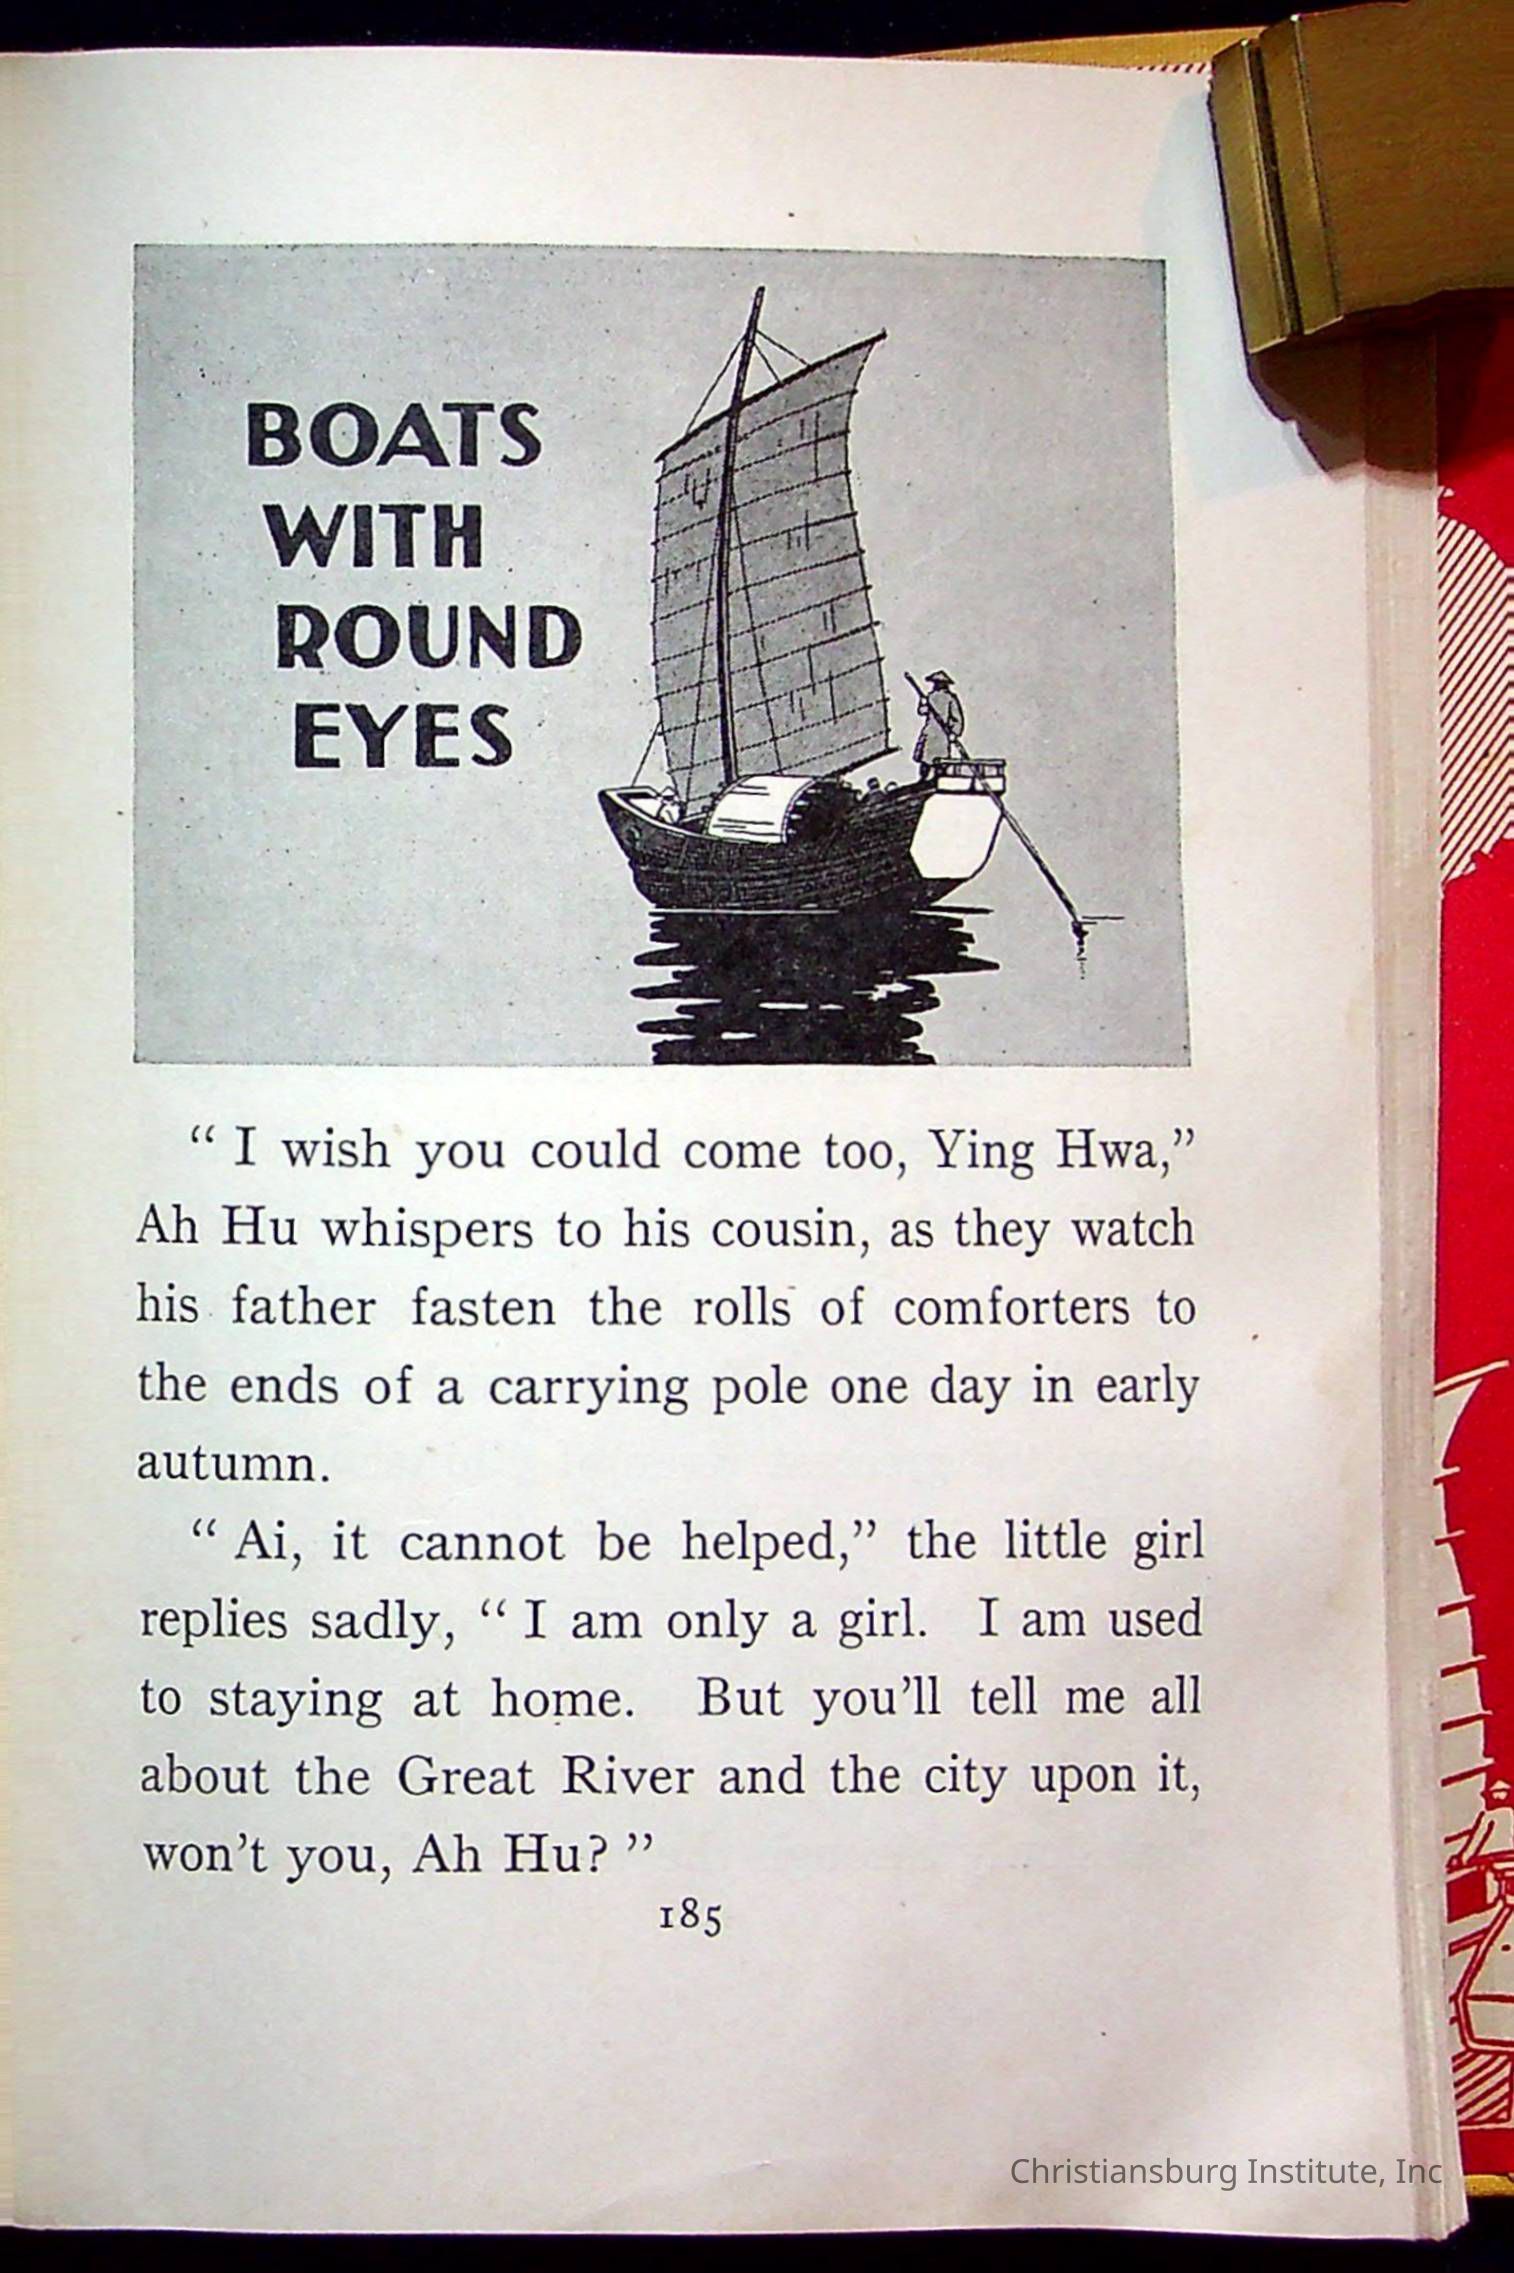 BOATS
WITH
ROUND
EYES
“ I wish you could come too, Ying Hwa,”
Ah Hu whispers to his cousin, as they watch
his father fasten the rolls of comforters to
the ends of a carrying pole one day in early
autumn.
“ Ai, it cannot be helped,” the little girl
replies sadly, “ I am only a girl. I am used
to staying at home. But you’ll tell me all
about the Great River and the city upon it,
won’t you, Ah Hu? ”
185
Christiansburg Institute, Inc